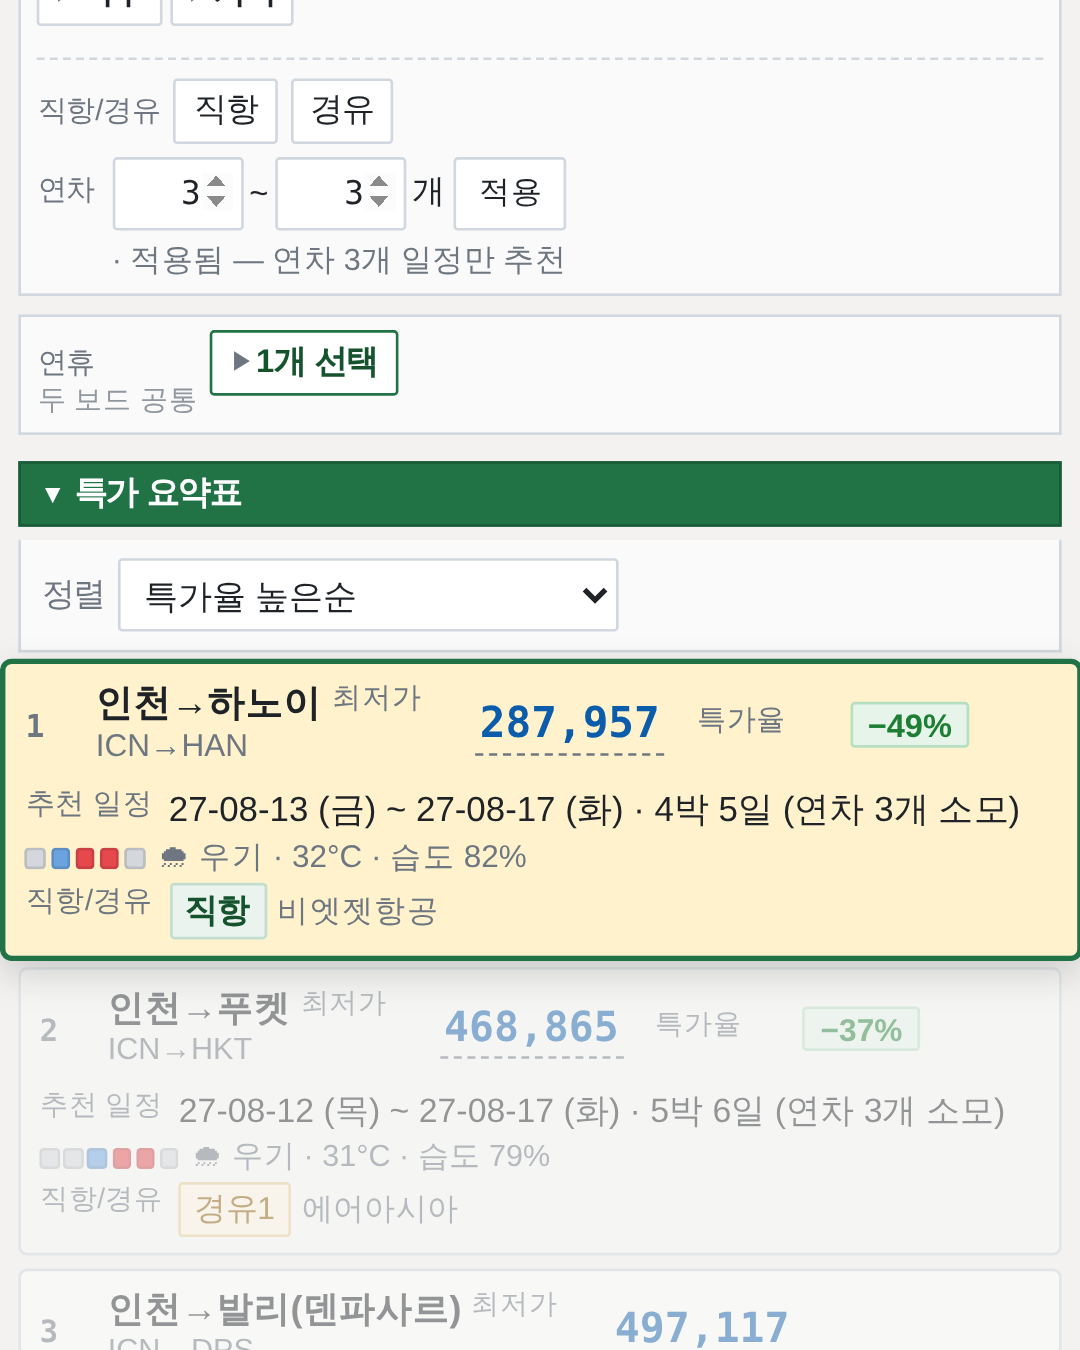 직항/경유 직항 경유
연차 3 ~ 3 개 적용
· 적용됨 — 연차 3개 일정만 추천
연휴 ▶ 1개 선택
두 보드 공통
▼ 특가 요약표
정렬 특가율 높은순
1 인천→하노이 최저가 287,957 특가율 −49%
ICN→HAN
추천 일정 27-08-13 (금) ~ 27-08-17 (화) · 4박 5일 (연차 3개 소모)
우기 · 32°C · 습도 82%
직항/경유 직항 비엣젯항공
2 인천→푸켓 최저가 468,865 특가율 −37%
ICN→HKT
추천 일정 27-08-12 (목) ~ 27-08-17 (화) · 5박 6일 (연차 3개 소모)
우기 · 31°C · 습도 79%
직항/경유 경유1 에어아시아
3 인천→발리(덴파사르) 최저가 497,117
ICN→DPS